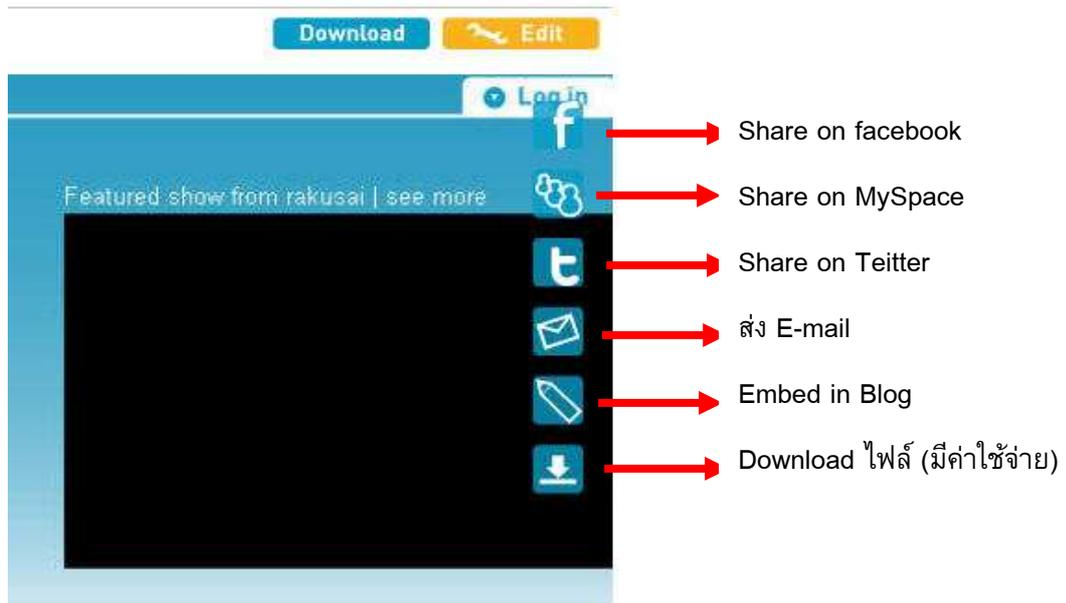 Download Edit
Log in
Share on facebook
Featured show from rakusai | see more
Share on MySpace
Share on Teitter
ส่ง E-mail
Embed in Blog
Download ไฟล์ (มีค่าใช้จ่าย)